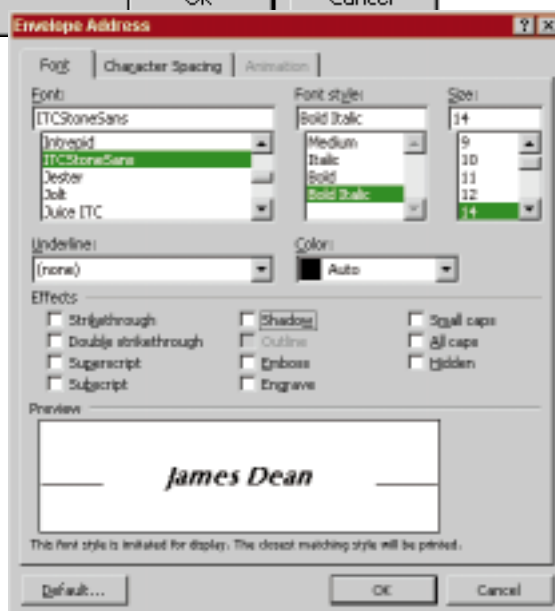 OK Cancel
Envelope Address
Font Character Spacing Animation
Font: Font style: Size:
ITCStoneSans Bold Italic 14
Intrepid Medium 9
ITCStoneSans Italic 10
Jester Bold 11
Jolt Bold Italic 12
Juice ITC 14
Underline: Color:
(none) Auto
Effects
Strikethrough Shadow Small caps
Double strikethrough Outline All caps
Superscript Emboss Hidden
Subscript Engrave
Preview
James Dean
This font style is imitated for display. The closest matching style will be printed.
Default... OK Cancel